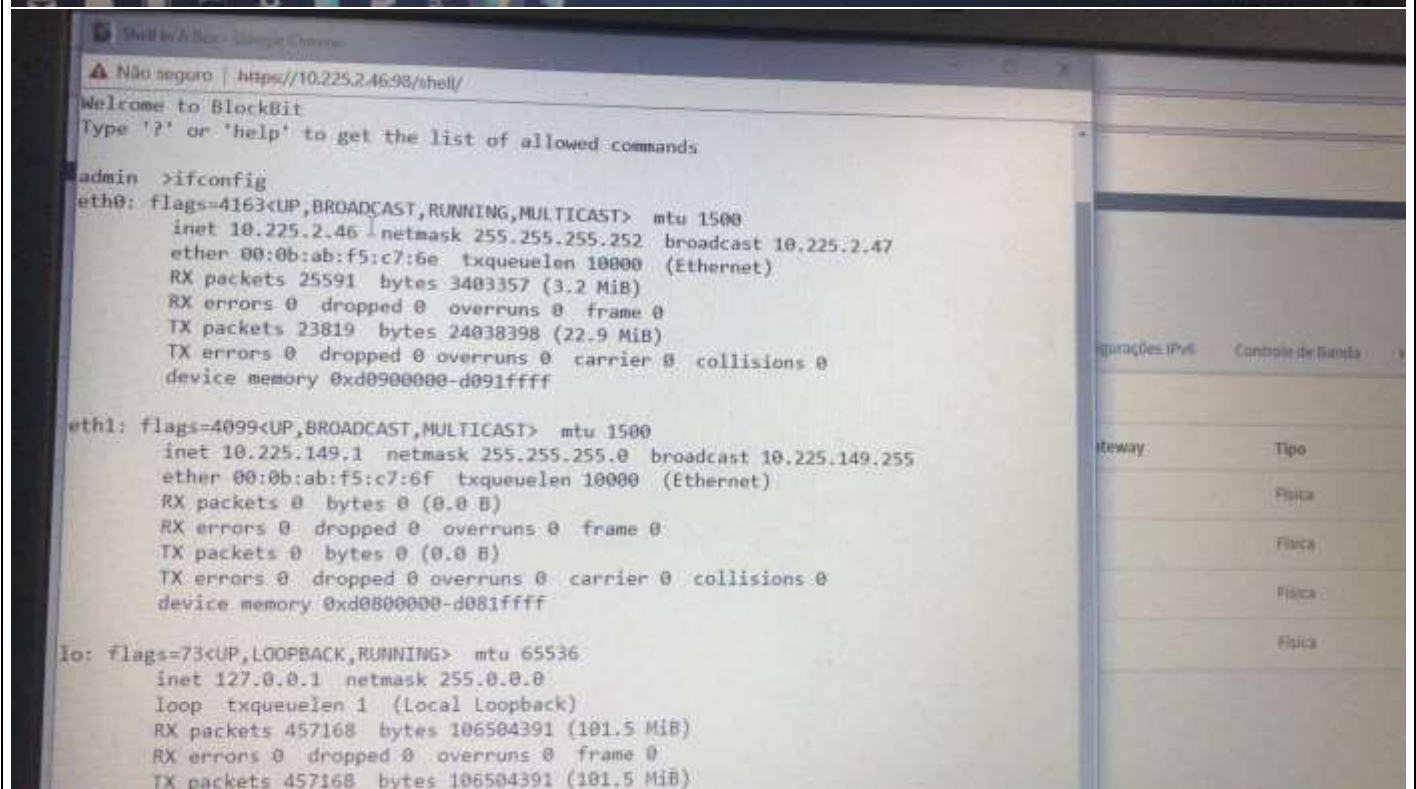 Shell In A Box - Google Chrome
Não seguro | https://10.225.2.46:98/shell/
Welcome to BlockBit
Type '?' or 'help' to get the list of allowed commands
admin >ifconfig
eth0: flags=4163<UP,BROADCAST,RUNNING,MULTICAST> mtu 1500
inet 10.225.2.46 netmask 255.255.255.252 broadcast 10.225.2.47
ether 00:0b:ab:f5:c7:6e txqueuelen 10000 (Ethernet)
RX packets 25591 bytes 3403357 (3.2 MiB)
RX errors 0 dropped 0 overruns 0 frame 0
TX packets 23819 bytes 24038398 (22.9 MiB)
TX errors 0 dropped 0 overruns 0 carrier 0 collisions 0
device memory 0xd0900000-d091ffff
eth1: flags=4099<UP,BROADCAST,MULTICAST> mtu 1500
inet 10.225.149.1 netmask 255.255.255.0 broadcast 10.225.149.255
ether 00:0b:ab:f5:c7:6f txqueuelen 10000 (Ethernet)
RX packets 0 bytes 0 (0.0 B)
RX errors 0 dropped 0 overruns 0 frame 0
TX packets 0 bytes 0 (0.0 B)
TX errors 0 dropped 0 overruns 0 carrier 0 collisions 0
device memory 0xd0800000-d081ffff
lo: flags=73<UP,LOOPBACK,RUNNING> mtu 65536
inet 127.0.0.1 netmask 255.0.0.0
loop txqueuelen 1 (Local Loopback)
RX packets 457168 bytes 106504391 (101.5 MiB)
RX errors 0 dropped 0 overruns 0 frame 0
TX packets 457168 bytes 106504391 (101.5 MiB)
gurações IPv6 Controle de Banda
teway Tipo
Física
Física
Física
Física